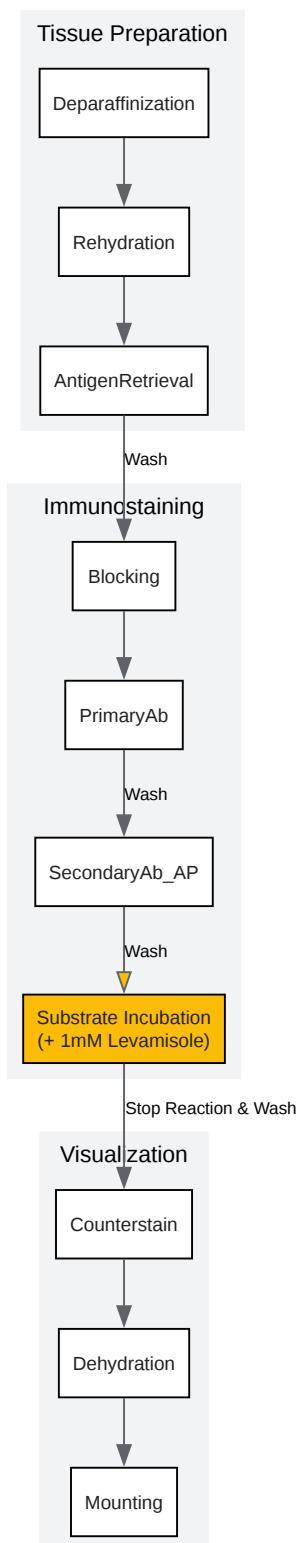 Tissue Preparation
Deparaffinization
Rehydration
AntigenRetrieval
Wash
Immunostaining
Blocking
PrimaryAb
Wash
SecondaryAb_AP
Wash
Substrate Incubation
(+ 1mM Levamisole)
Stop Reaction & Wash
Visualization
Counterstain
Dehydration
Mounting